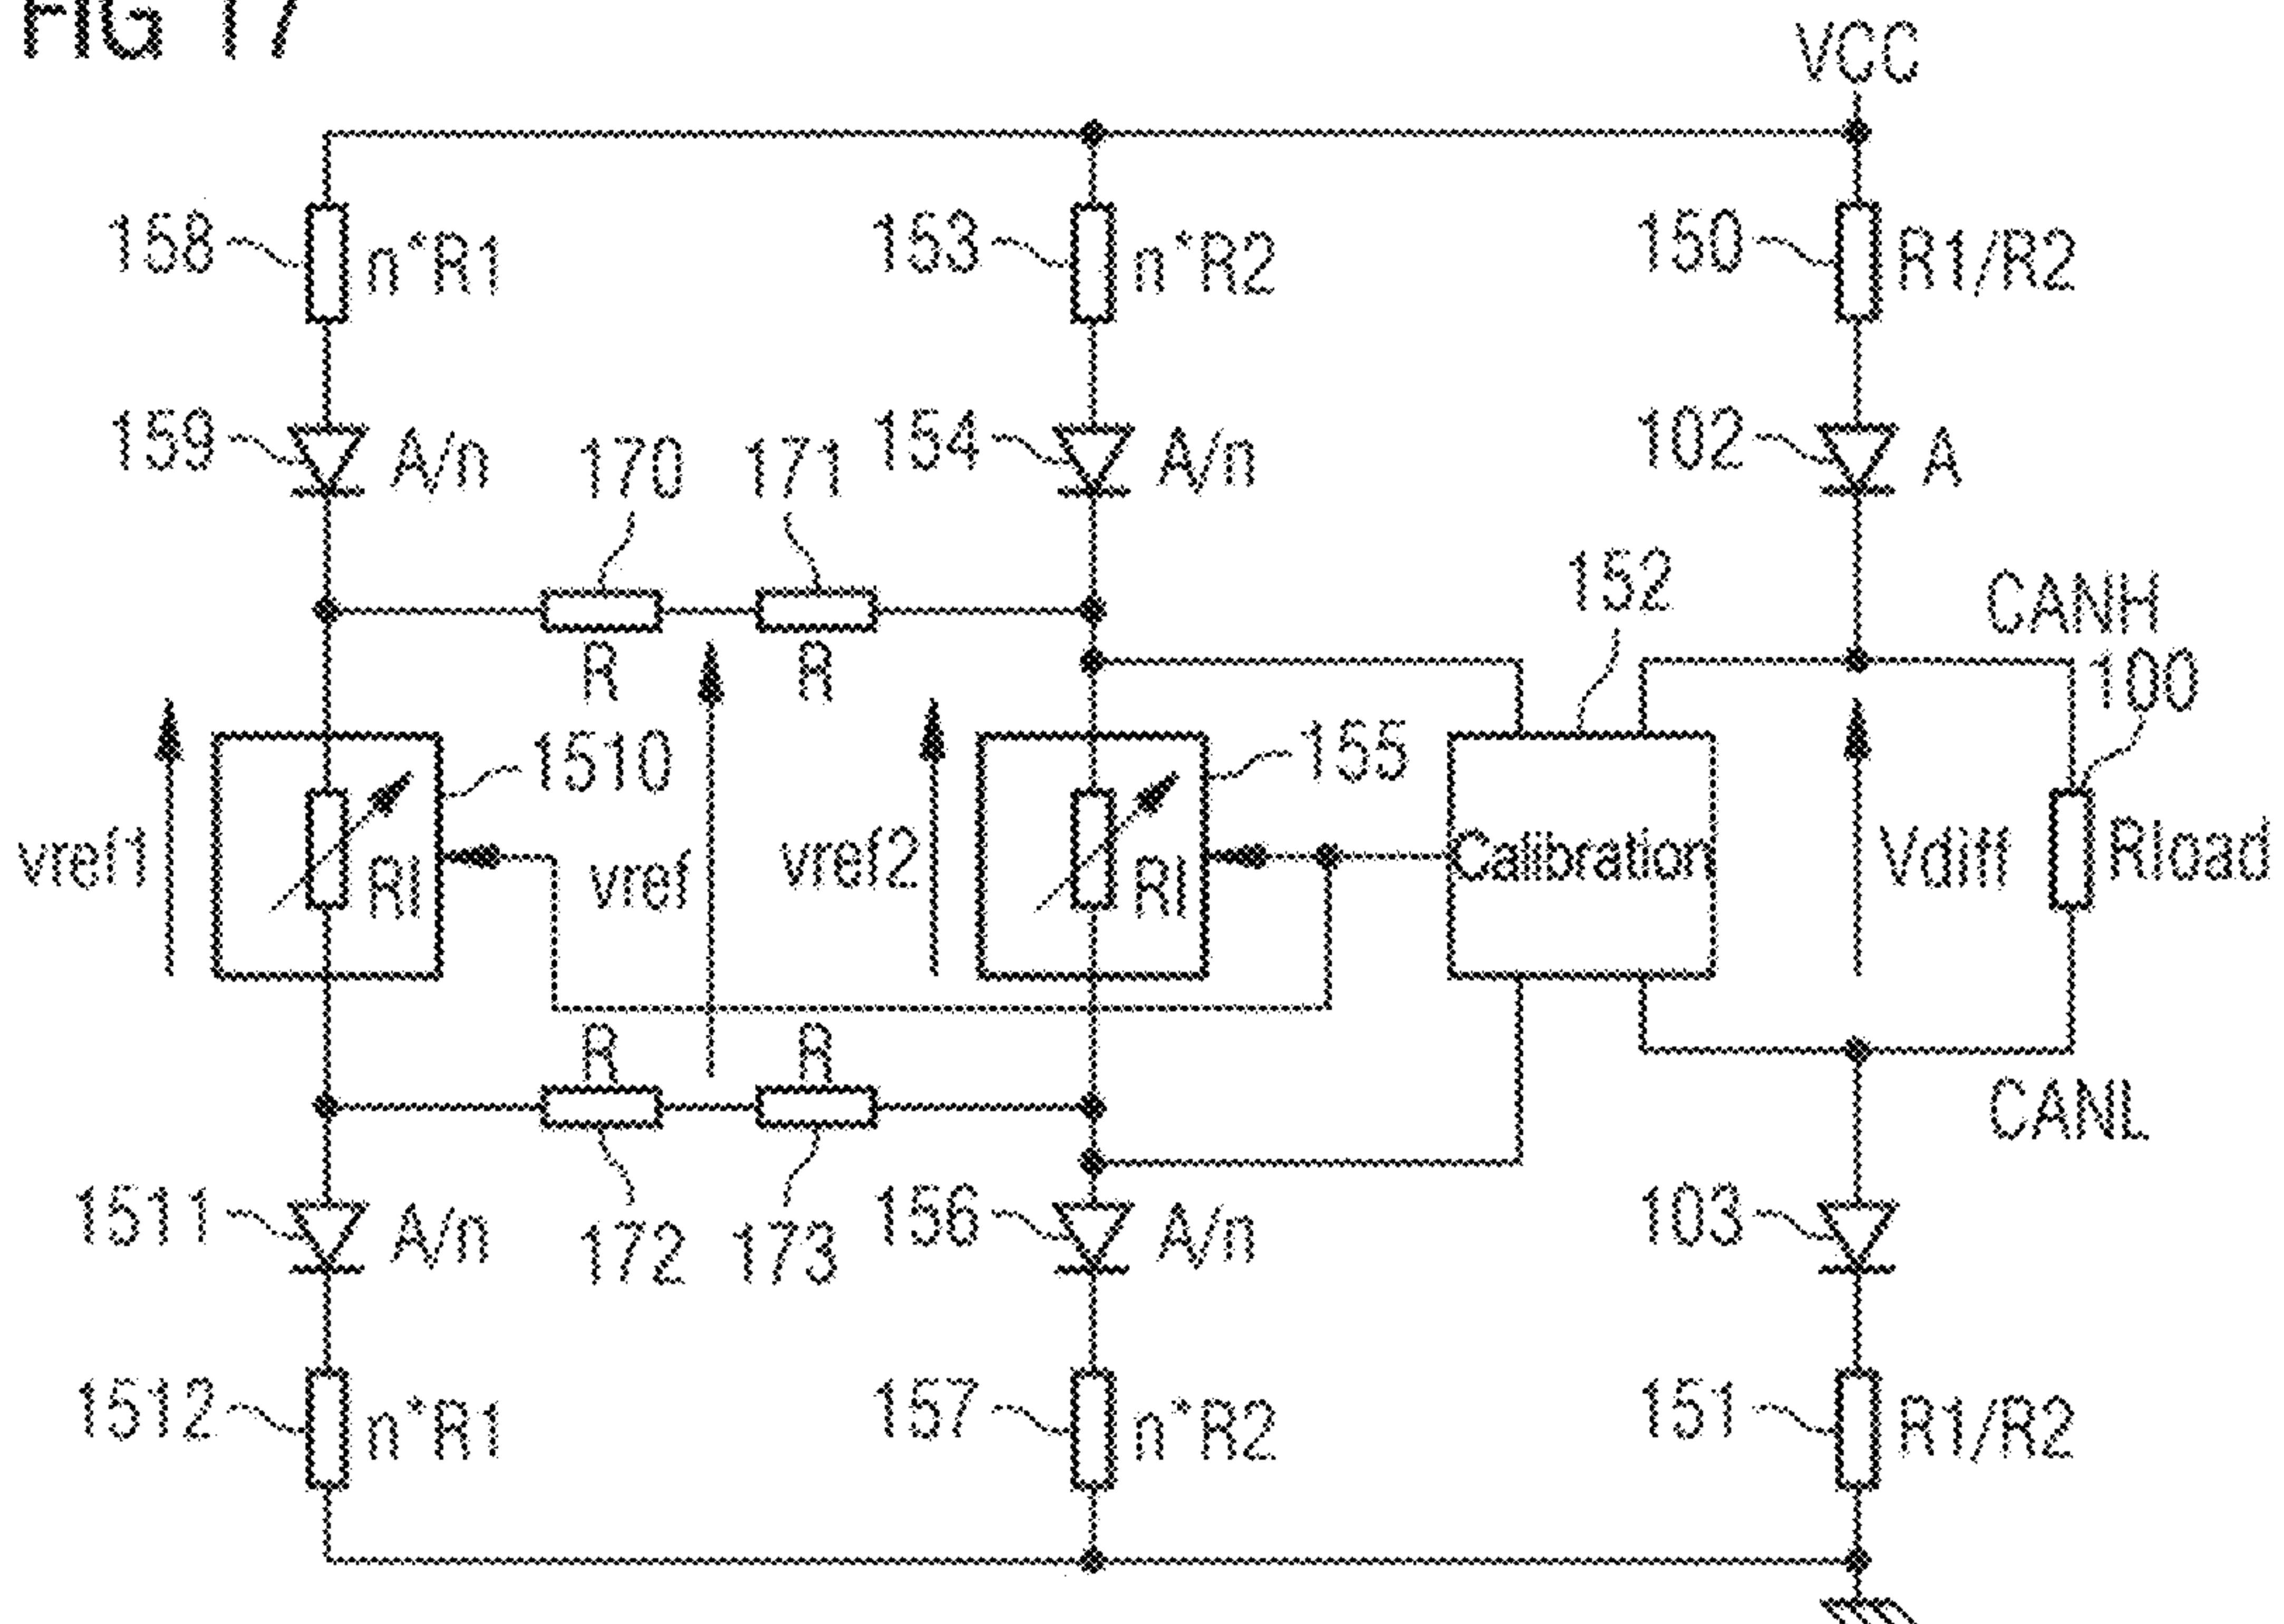 FIG 17
VCC
158
n*R1
153
n*R2
150
R1/R2
159
A/n
170
171
154
A/n
102
A
152
CANH
100
R
R
1510
155
vref1
RI
vref
vref2
RI
Calibration
Vdiff
Rload
R
R
CANL
1511
A/n
172
173
156
A/n
103
1512
n*R1
157
n*R2
151
R1/R2